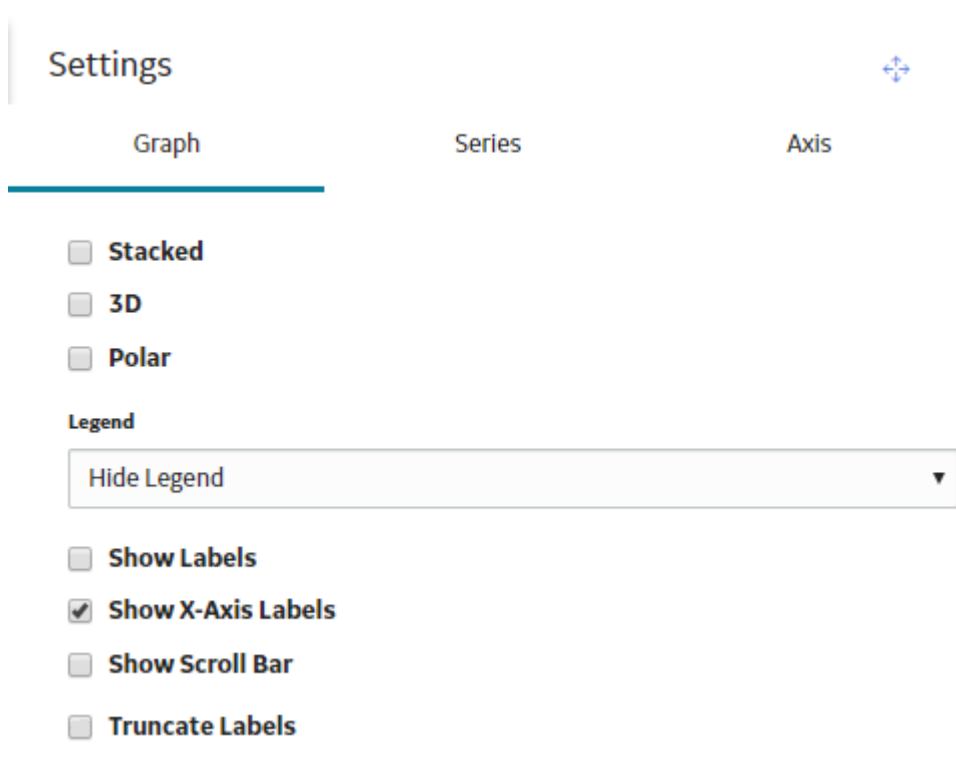 Settings
Graph Series Axis
Stacked
3D
Polar
Legend
Hide Legend
Show Labels
Show X-Axis Labels
Show Scroll Bar
Truncate Labels